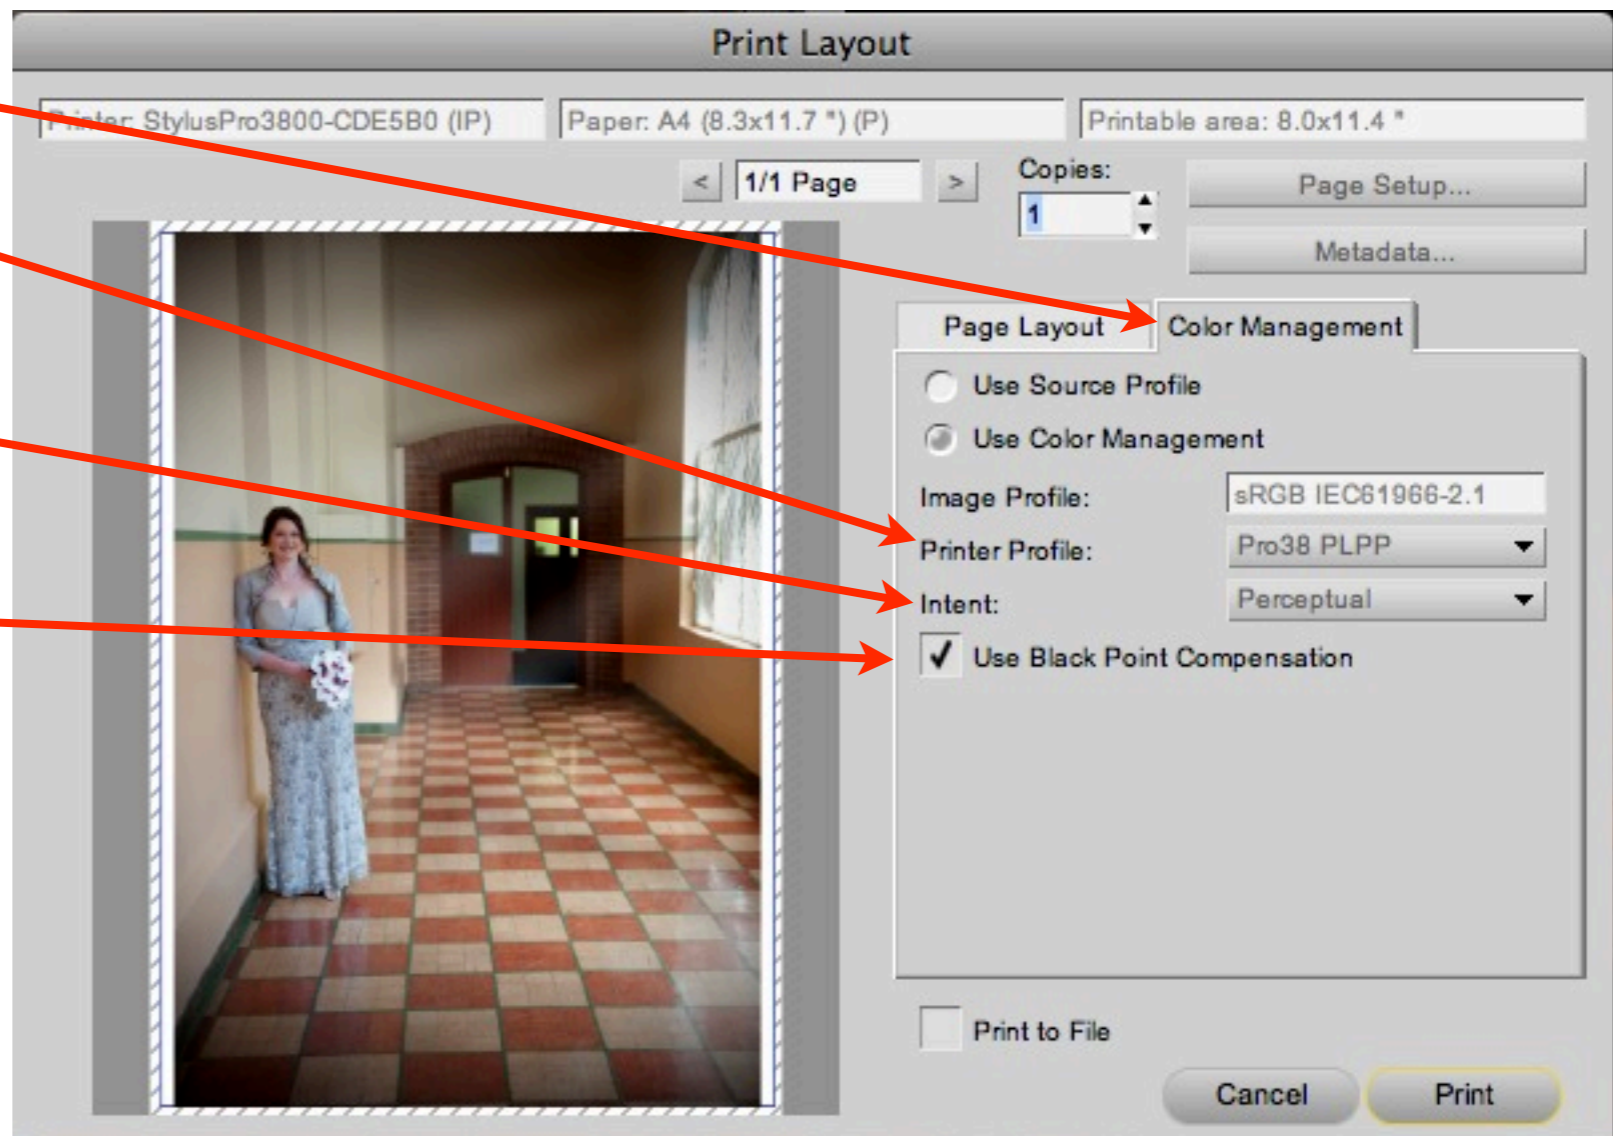 Print Layout
Printer: StylusPro3800-CDE5B0 (IP)
Paper: A4 (8.3x11.7 ") (P)
Printable area: 8.0x11.4 "
< 1/1 Page >
Copies:
1
Page Setup...
Metadata...
Page Layout
Color Management
Use Source Profile
Use Color Management
Image Profile: sRGB IEC61966-2.1
Printer Profile: Pro38 PLPP
Intent: Perceptual
Use Black Point Compensation
Print to File
Cancel
Print